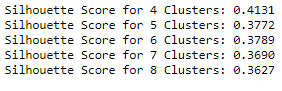 Silhouette Score for 4 Clusters: 0.4131
Silhouette Score for 5 Clusters: 0.3772
Silhouette Score for 6 Clusters: 0.3789
Silhouette Score for 7 Clusters: 0.3690
Silhouette Score for 8 Clusters: 0.3627